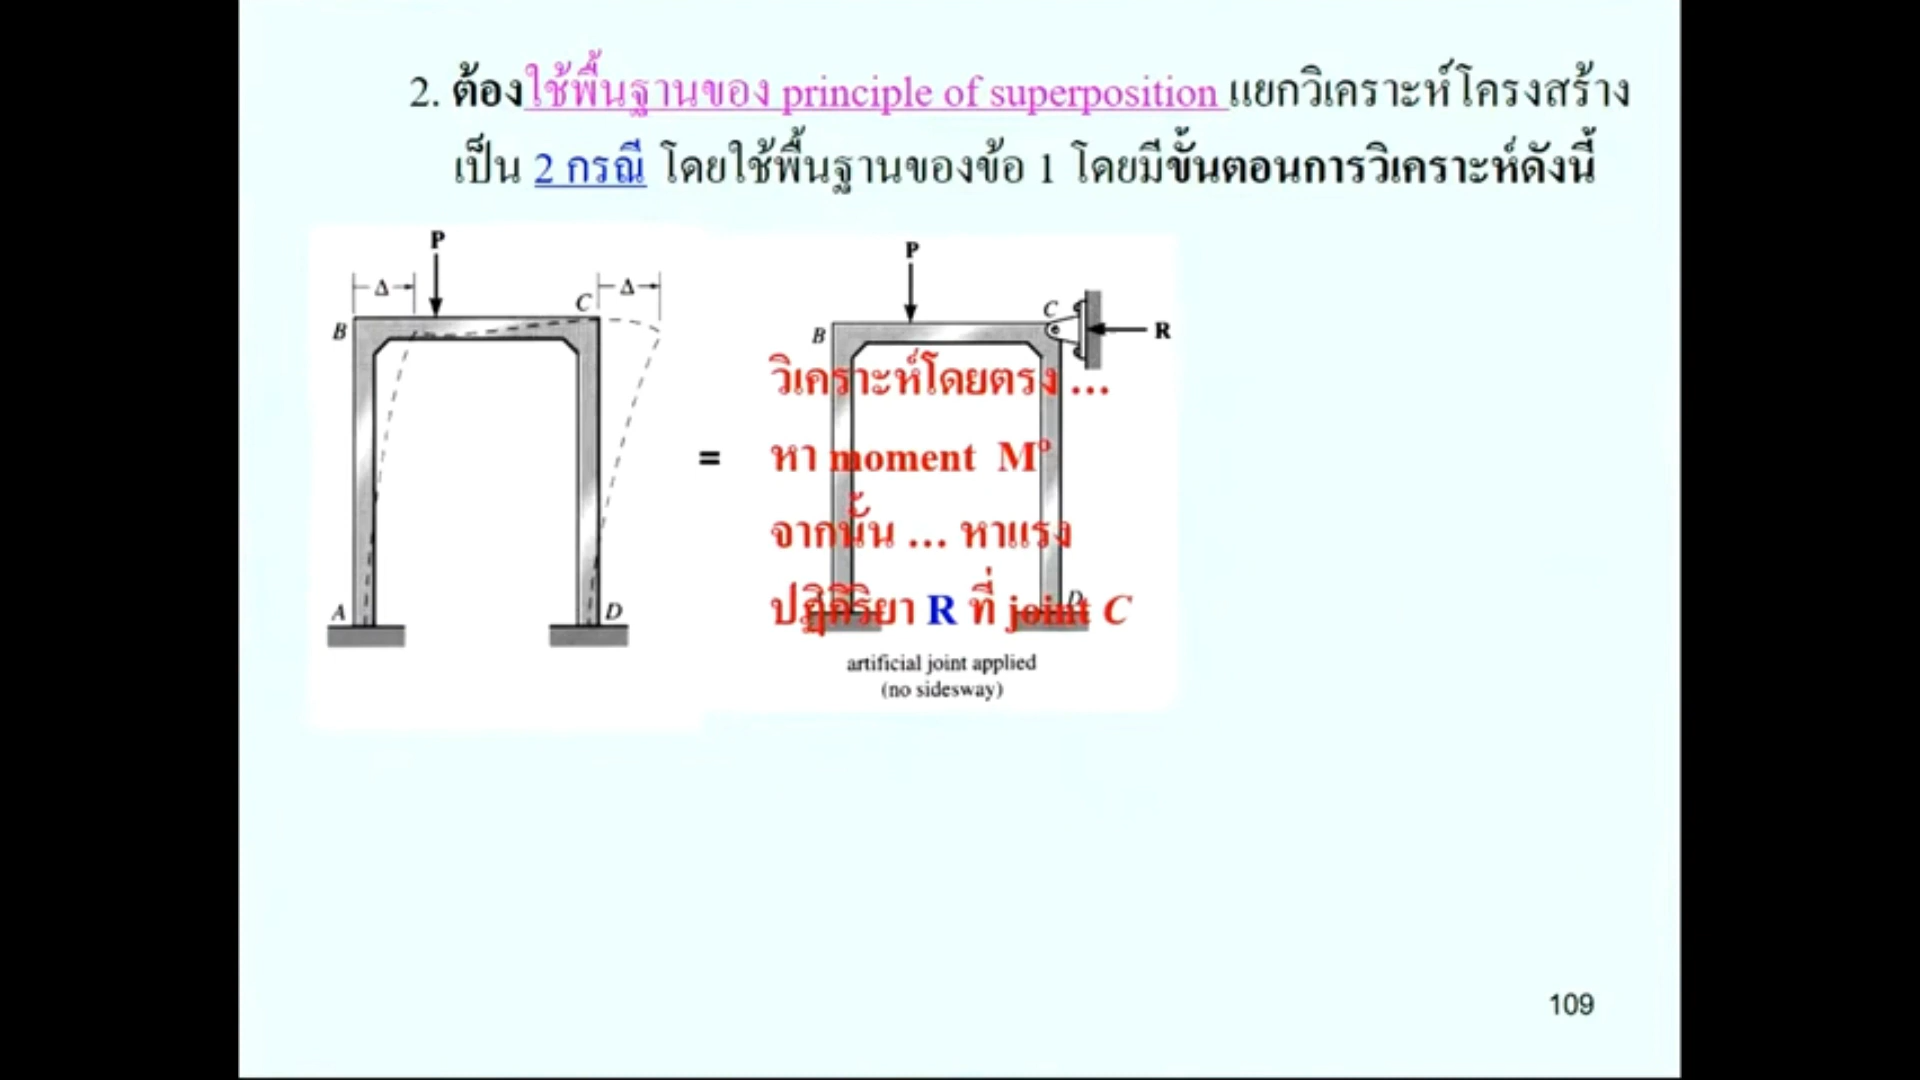 2. ต้องใช้พื้นฐานของ principle of superposition แยกวิเคราะห์โครงสร้าง
เป็น 2 กรณี โดยใช้พื้นฐานของข้อ 1 โดยมีขั้นตอนการวิเคราะห์ดังนี้
P
Δ
Δ
B
C
A
D
=
P
B
C
R
วิเคราะห์โดยตรง ...
หา moment M°
จากนั้น ... หาแรง
ปฏิกิริยา R ที่ joint C
D
artificial joint applied
(no sidesway)
109